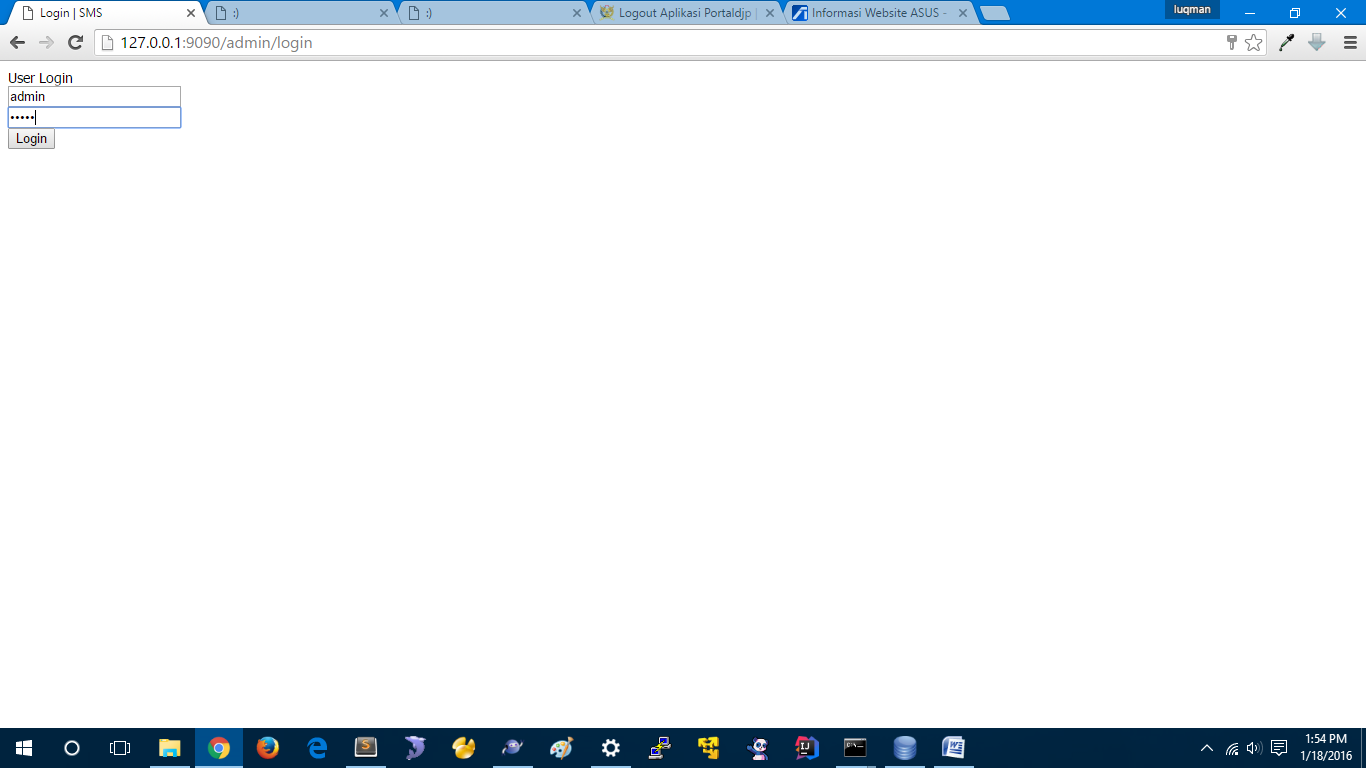 Login | SMS
:)
:)
Logout Aplikasi Portaldjp |
Informasi Website ASUS -
luqman
127.0.0.1:9090/admin/login
User Login
admin
•••••
Login
1:54 PM
1/18/2016